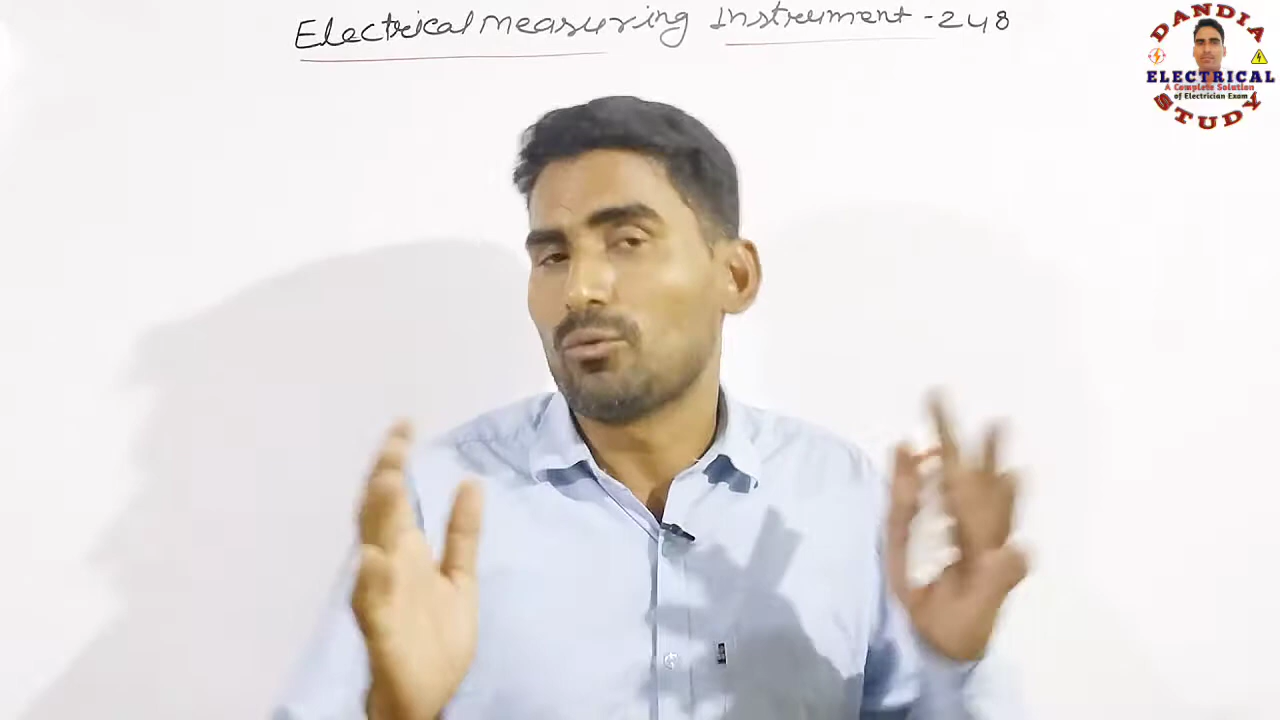 Electrical Measuring Instrument - 248
DANDIA
ELECTRICAL
A Complete Solution
of Electrician Exam
STUDY